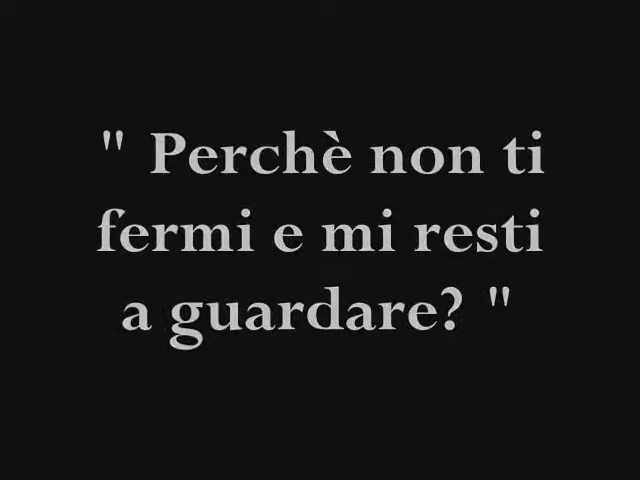 " Perchè non ti
fermi e mi resti
a guardare? "